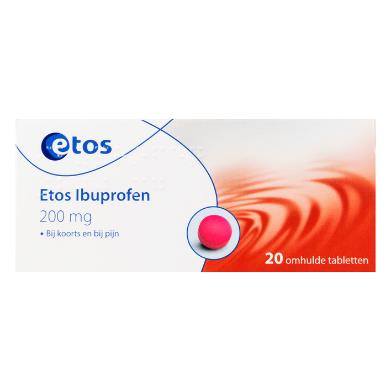 etos
Etos Ibuprofen
200 mg
• Bij koorts en bij pijn
20 omhulde tabletten